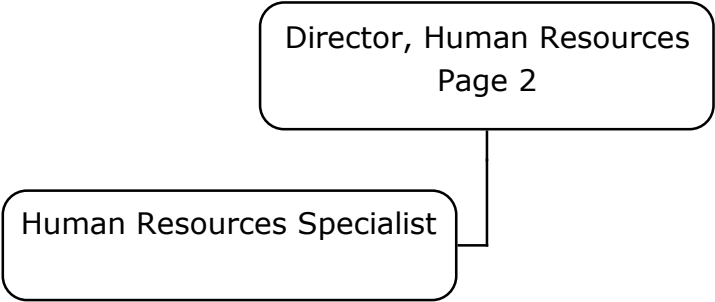 Director, Human Resources
Page 2
Human Resources Specialist